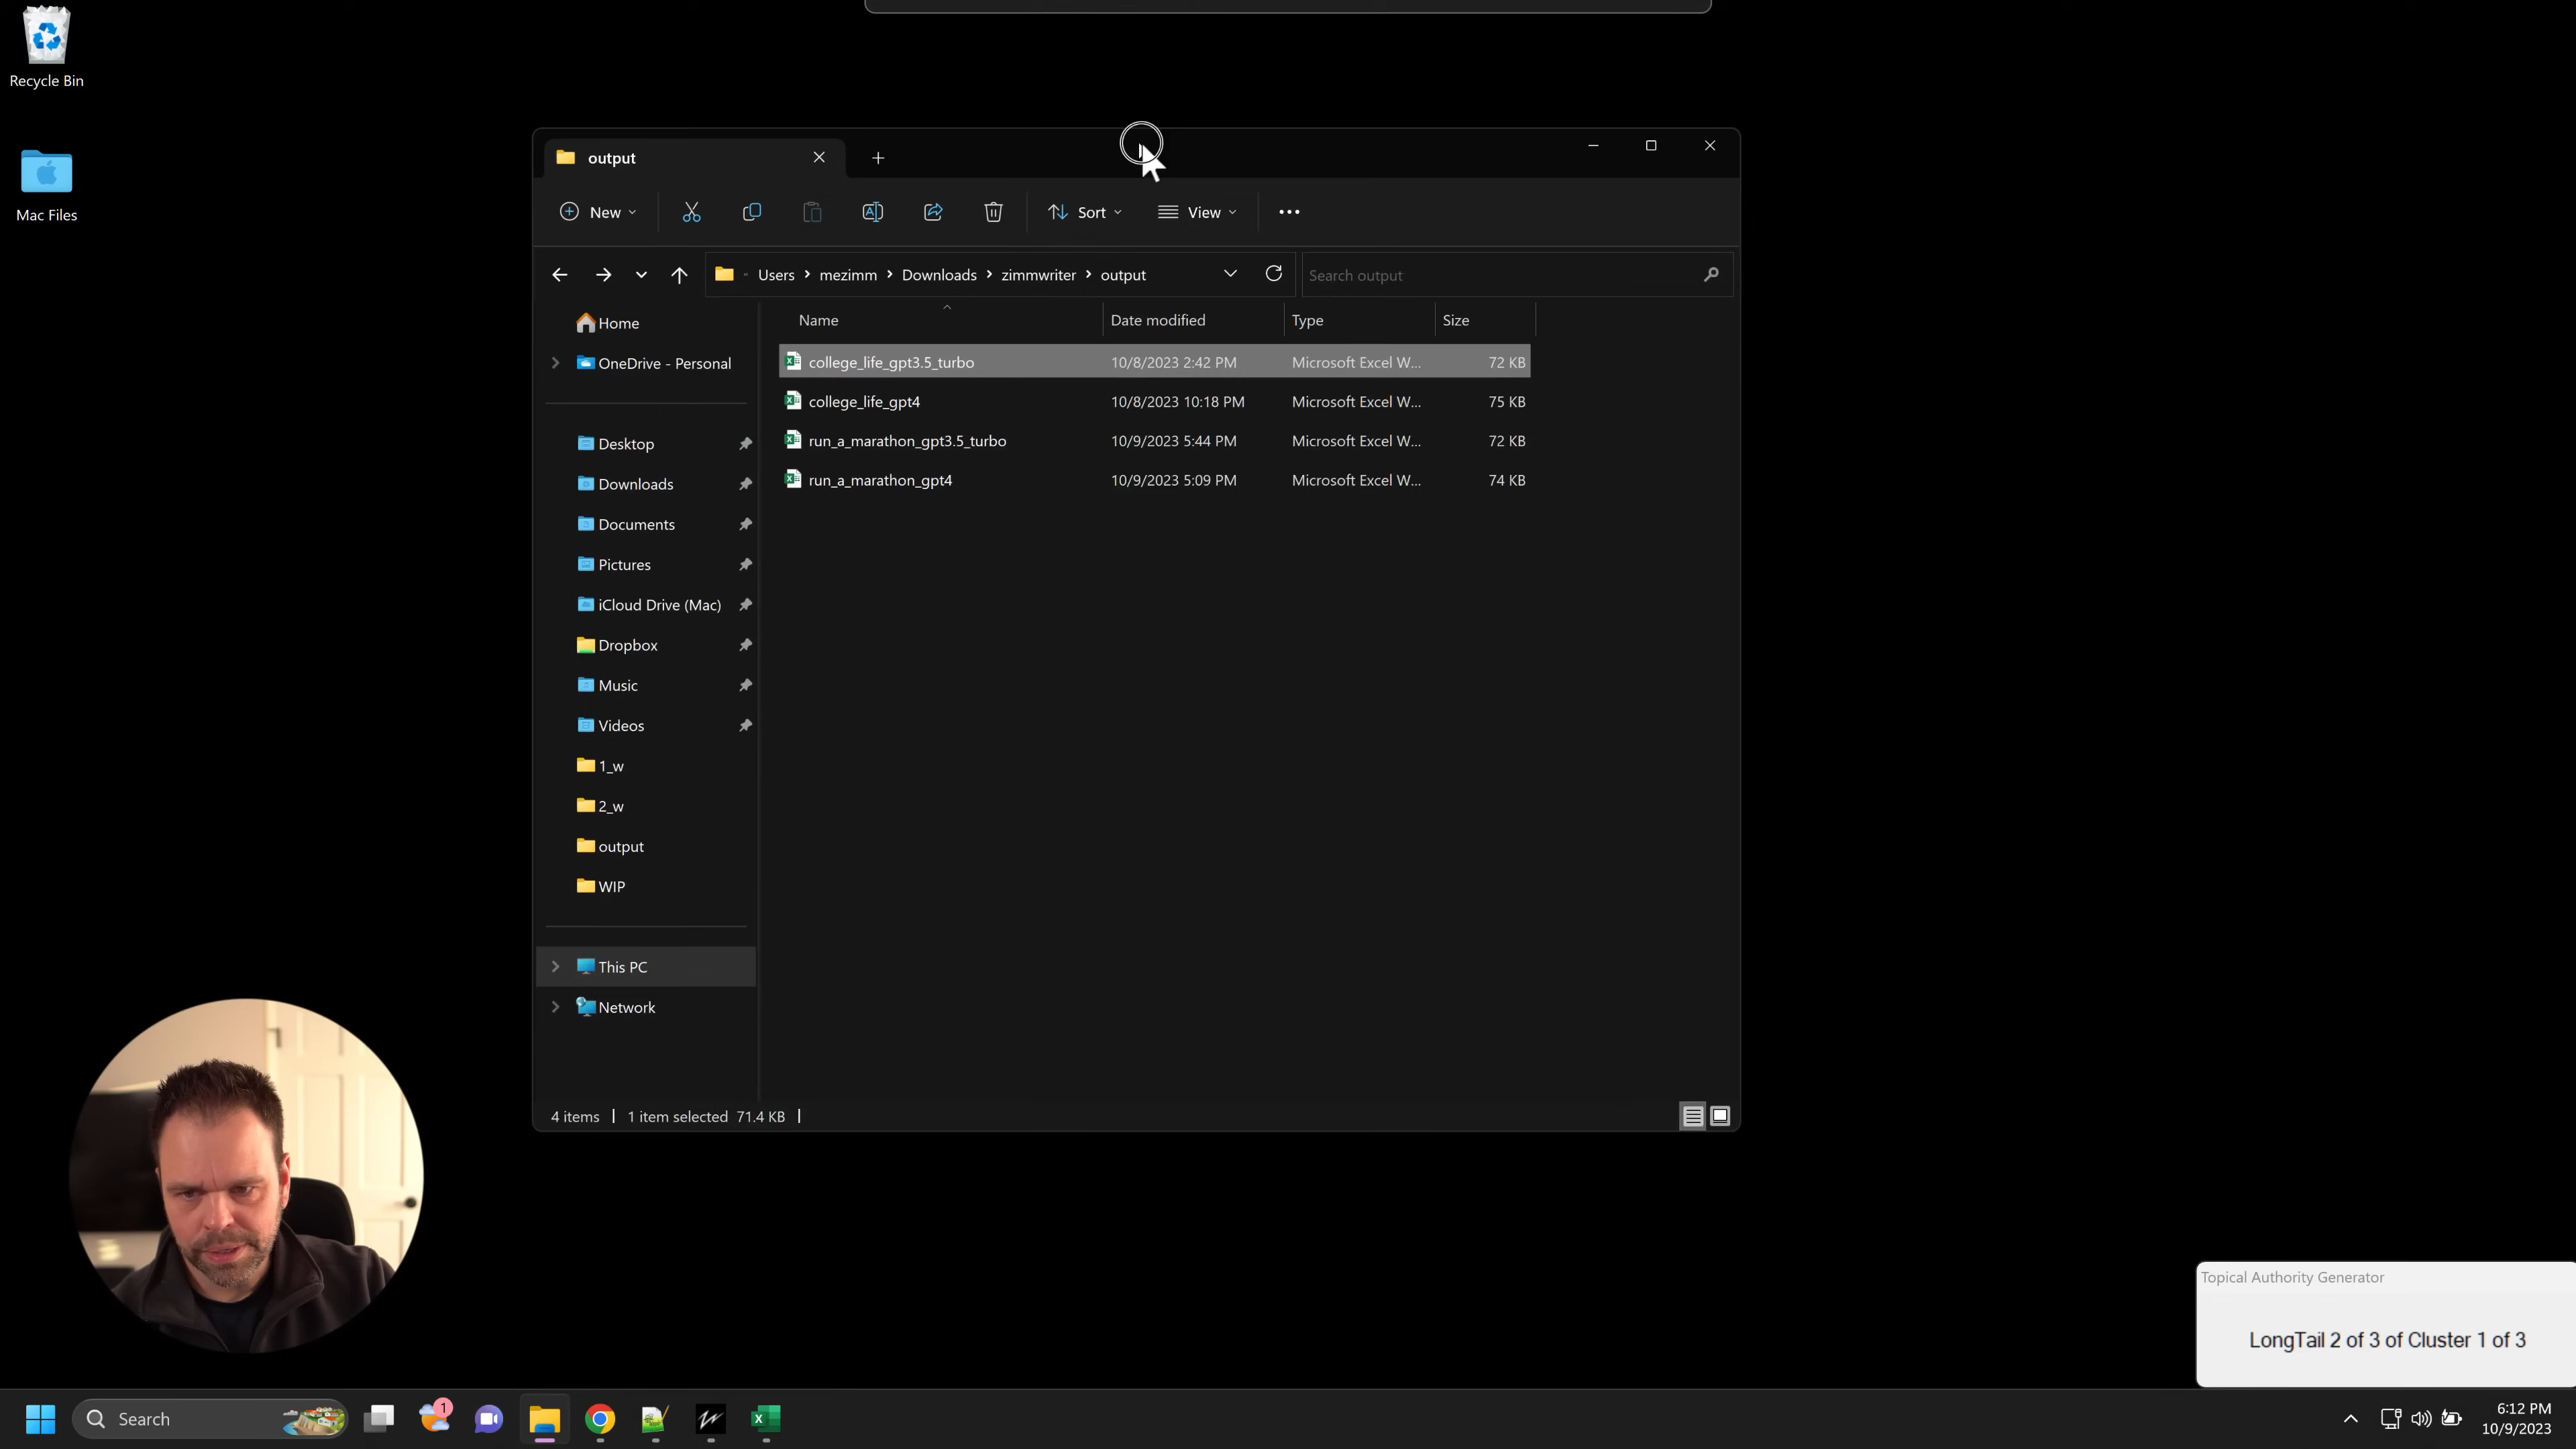 Recycle Bin
Mac Files
output
New
Sort
View
Users
mezimm
Downloads
zimmwriter
output
Search output
Name
Date modified
Type
Size
Home
OneDrive - Personal
Desktop
Downloads
Documents
Pictures
iCloud Drive (Mac)
Dropbox
Music
Videos
1_w
2_w
output
WIP
This PC
Network
college_life_gpt3.5_turbo 10/8/2023 2:42 PM Microsoft Excel W... 72 KB
college_life_gpt4 10/8/2023 10:18 PM Microsoft Excel W... 75 KB
run_a_marathon_gpt3.5_turbo 10/9/2023 5:44 PM Microsoft Excel W... 72 KB
run_a_marathon_gpt4 10/9/2023 5:09 PM Microsoft Excel W... 74 KB
4 items
1 item selected 71.4 KB
Topical Authority Generator
LongTail 2 of 3 of Cluster 1 of 3
Search
1
6:12 PM
10/9/2023